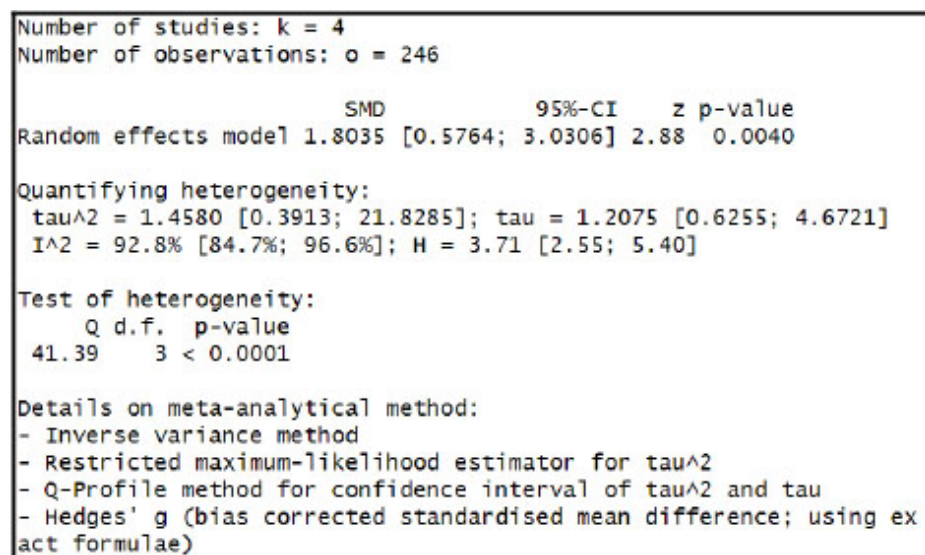 Number of studies: k = 4
Number of observations: o = 246
SMD 95%-CI z p-value
Random effects model 1.8035 [0.5764; 3.0306] 2.88 0.0040
Quantifying heterogeneity:
tau^2 = 1.4580 [0.3913; 21.8285]; tau = 1.2075 [0.6255; 4.6721]
I^2 = 92.8% [84.7%; 96.6%]; H = 3.71 [2.55; 5.40]
Test of heterogeneity:
Q d.f. p-value
41.39 3 < 0.0001
Details on meta-analytical method:
- Inverse variance method
- Restricted maximum-likelihood estimator for tau^2
- Q-Profile method for confidence interval of tau^2 and tau
- Hedges' g (bias corrected standardised mean difference; using ex
act formulae)